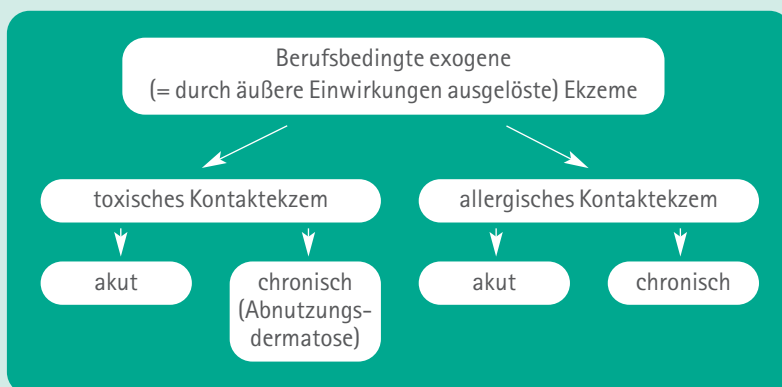 Berufsbedingte exogene
(= durch äußere Einwirkungen ausgelöste) Ekzeme
toxisches Kontaktekzem
allergisches Kontaktekzem
akut
chronisch
(Abnutzungs-
dermatose)
akut
chronisch